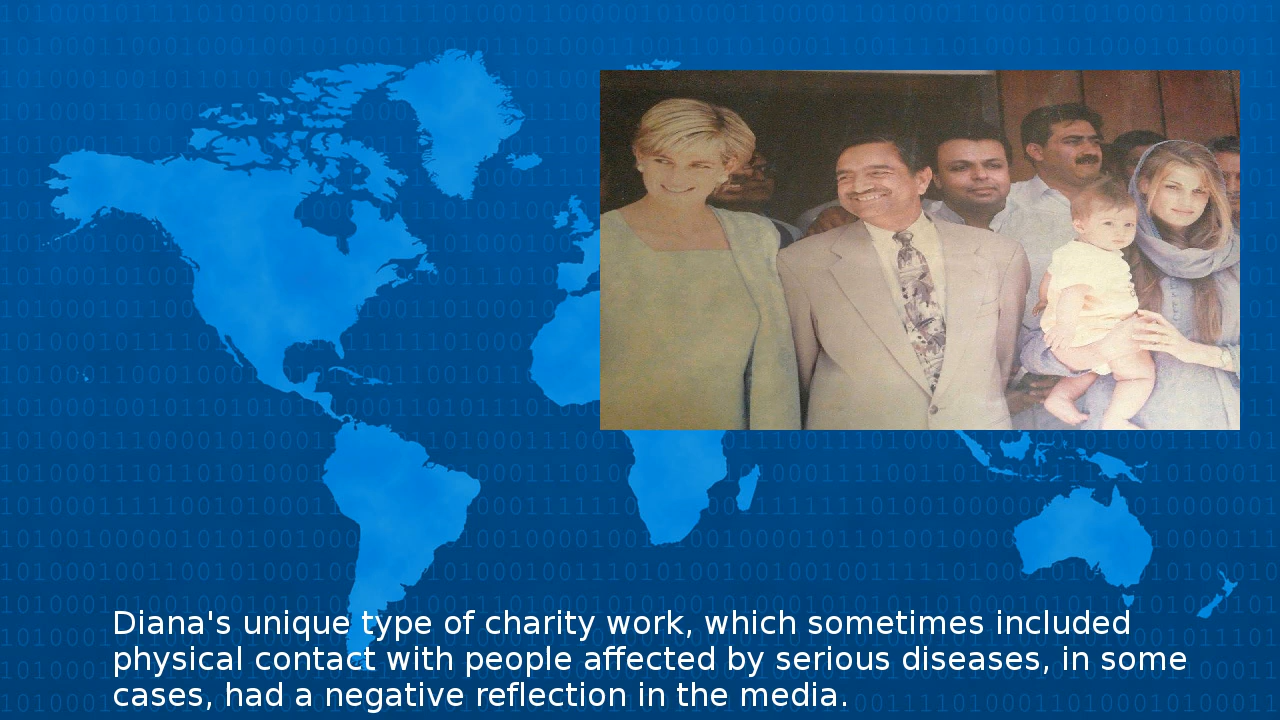 Diana's unique type of charity work, which sometimes included
physical contact with people affected by serious diseases, in some
cases, had a negative reflection in the media.